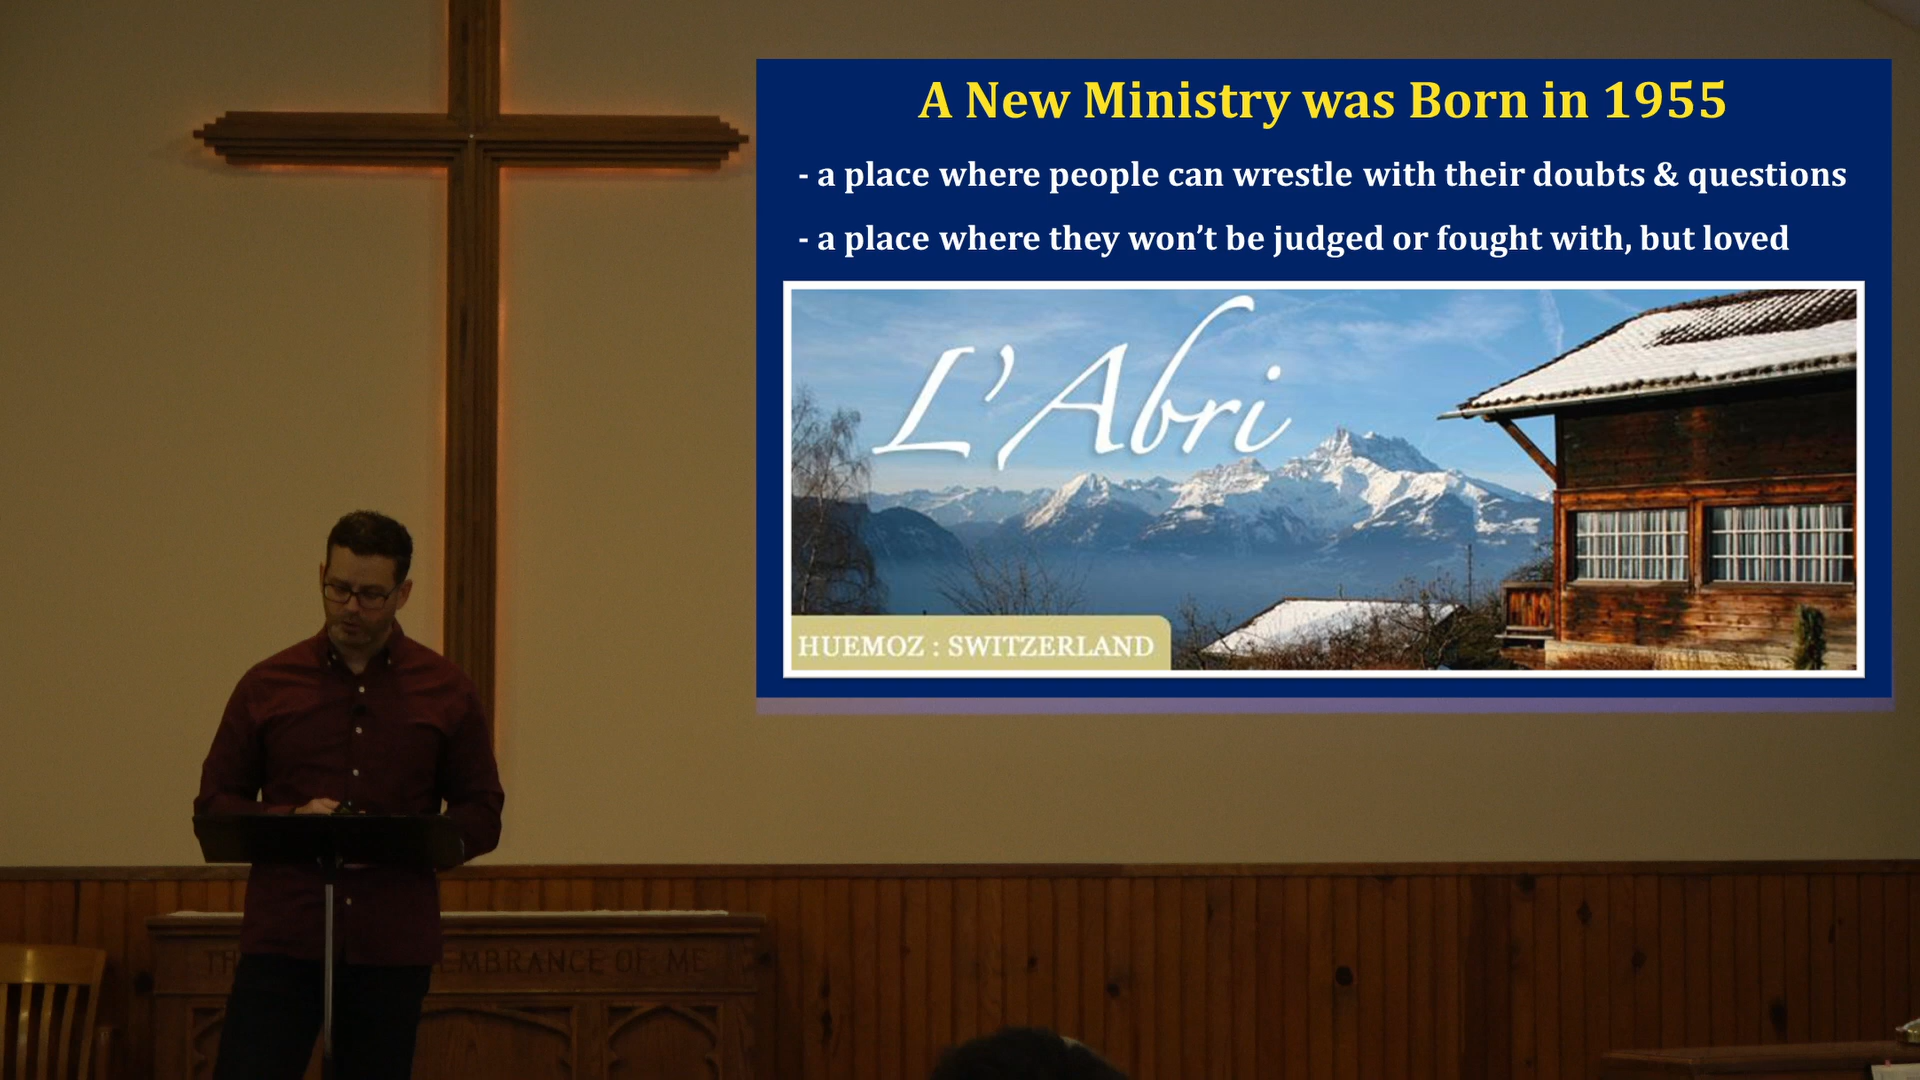 A New Ministry was Born in 1955
- a place where people can wrestle with their doubts & questions
- a place where they won’t be judged or fought with, but loved
L'Abri
HUEMOZ : SWITZERLAND
OF ME